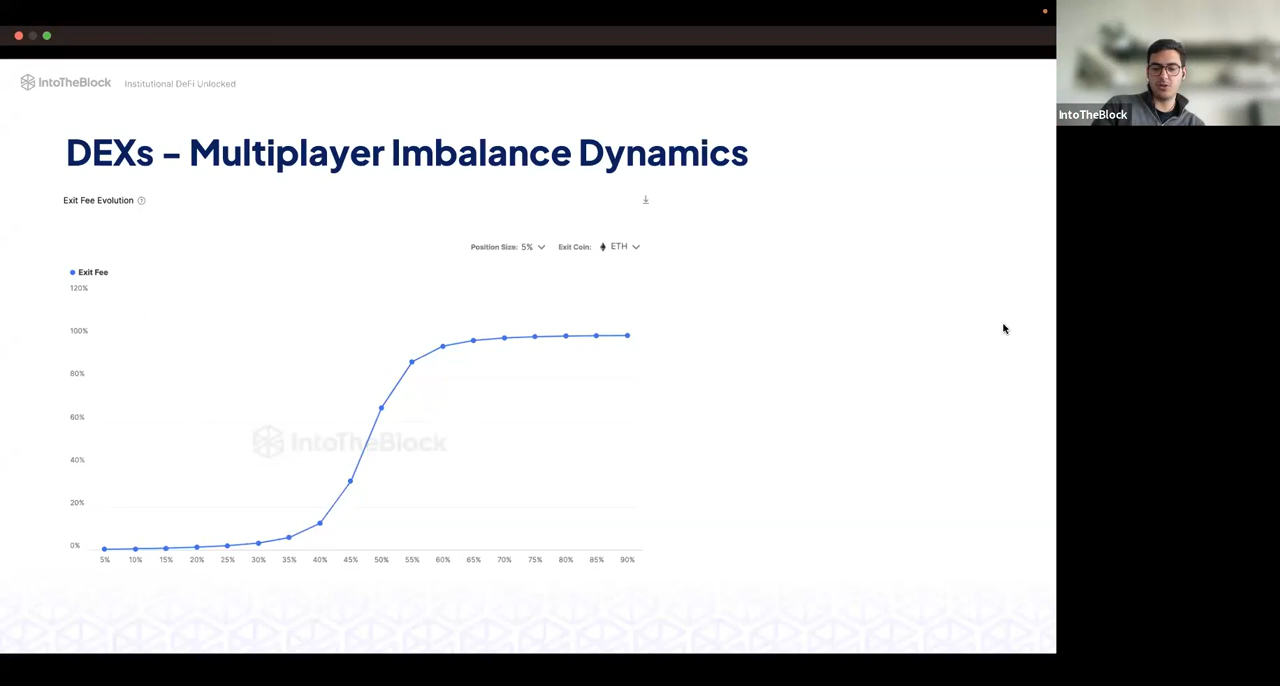 IntoTheBlock Institutional DeFi Unlocked
IntoTheBlock
DEXs – Multiplayer Imbalance Dynamics
Exit Fee Evolution ?
Position Size: 5% Exit Coin: ETH
Exit Fee
120%
100%
80%
60%
IntoTheBlock
40%
20%
0%
5% 10% 15% 20% 25% 30% 35% 40% 45% 50% 55% 60% 65% 70% 75% 80% 85% 90%